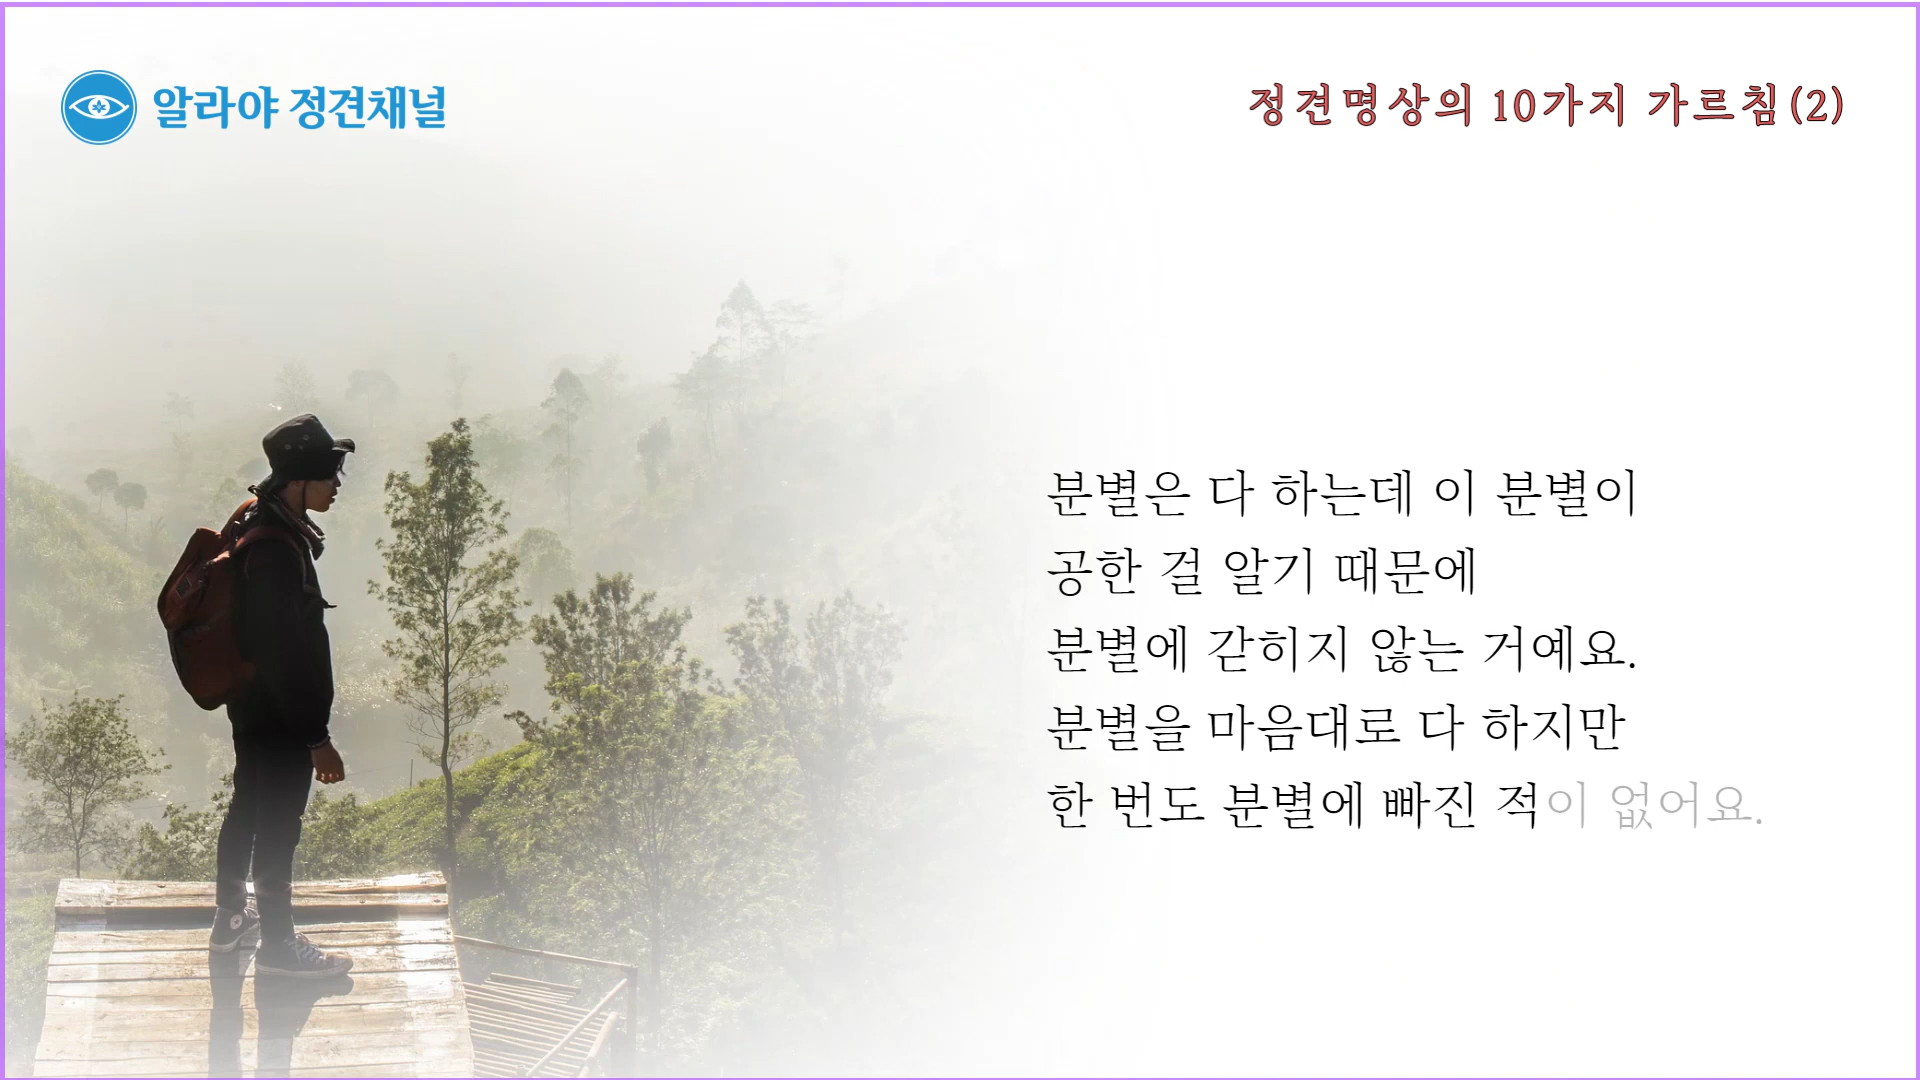 알라야 정견채널
정견명상의 10가지 가르침(2)
분별은 다 하는데 이 분별이
공한 걸 알기 때문에
분별에 갇히지 않는 거예요.
분별을 마음대로 다 하지만
한 번도 분별에 빠진 적이 없어요.